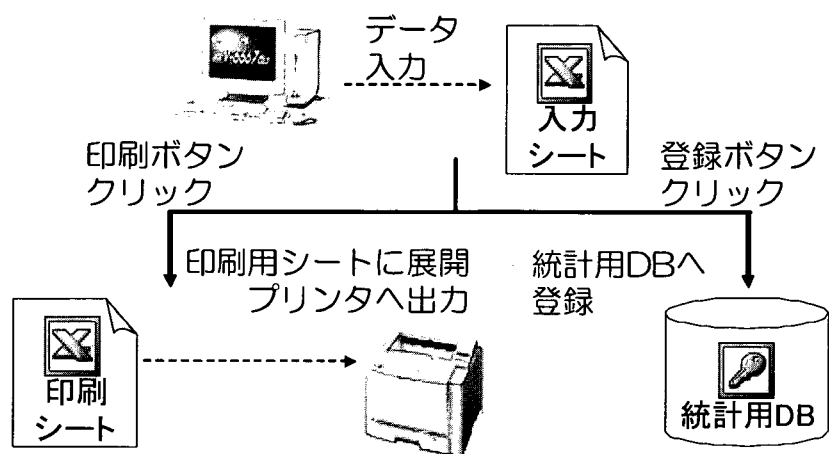 データ
入力
入力
シート
印刷ボタン
クリック
登録ボタン
クリック
印刷用シートに展開
プリンタへ出力
統計用DBへ
登録
印刷
シート
統計用DB